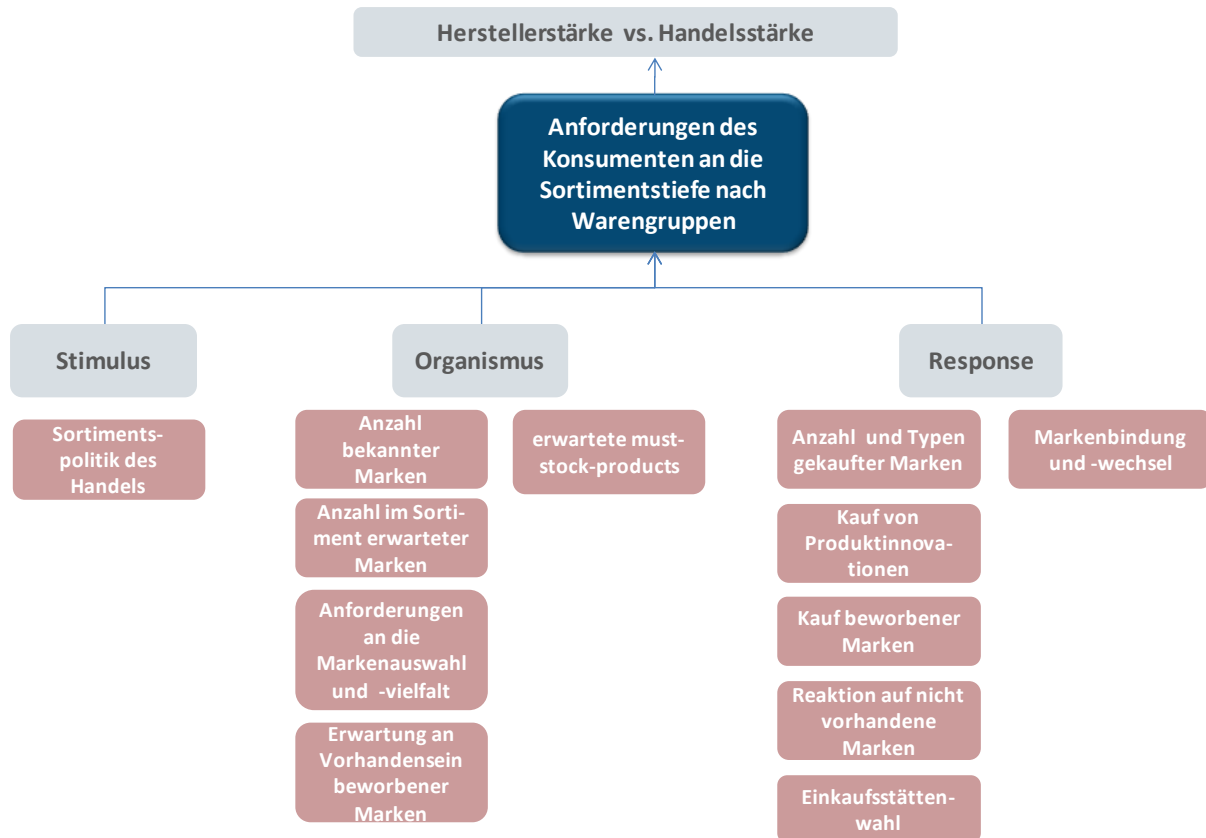 Herstellerstärke vs. Handelsstärke
Anforderungen des
Konsumenten an die
Sortimentstiefe nach
Warengruppen
Stimulus
Sortiments-
politik des
Handels
Organismus
Anzahl
bekannter
Marken
erwartete must-
stock-products
Anzahl im Sorti-
ment erwarteter
Marken
Anforderungen
an die
Markenauswahl
und -vielfalt
Erwartung an
Vorhandensein
beworbener
Marken
Response
Anzahl und Typen
gekaufter Marken
Markenbindung
und -wechsel
Kauf von
Produktinnova-
tionen
Kauf beworbener
Marken
Reaktion auf nicht
vorhandene
Marken
Einkaufsstätten-
wahl